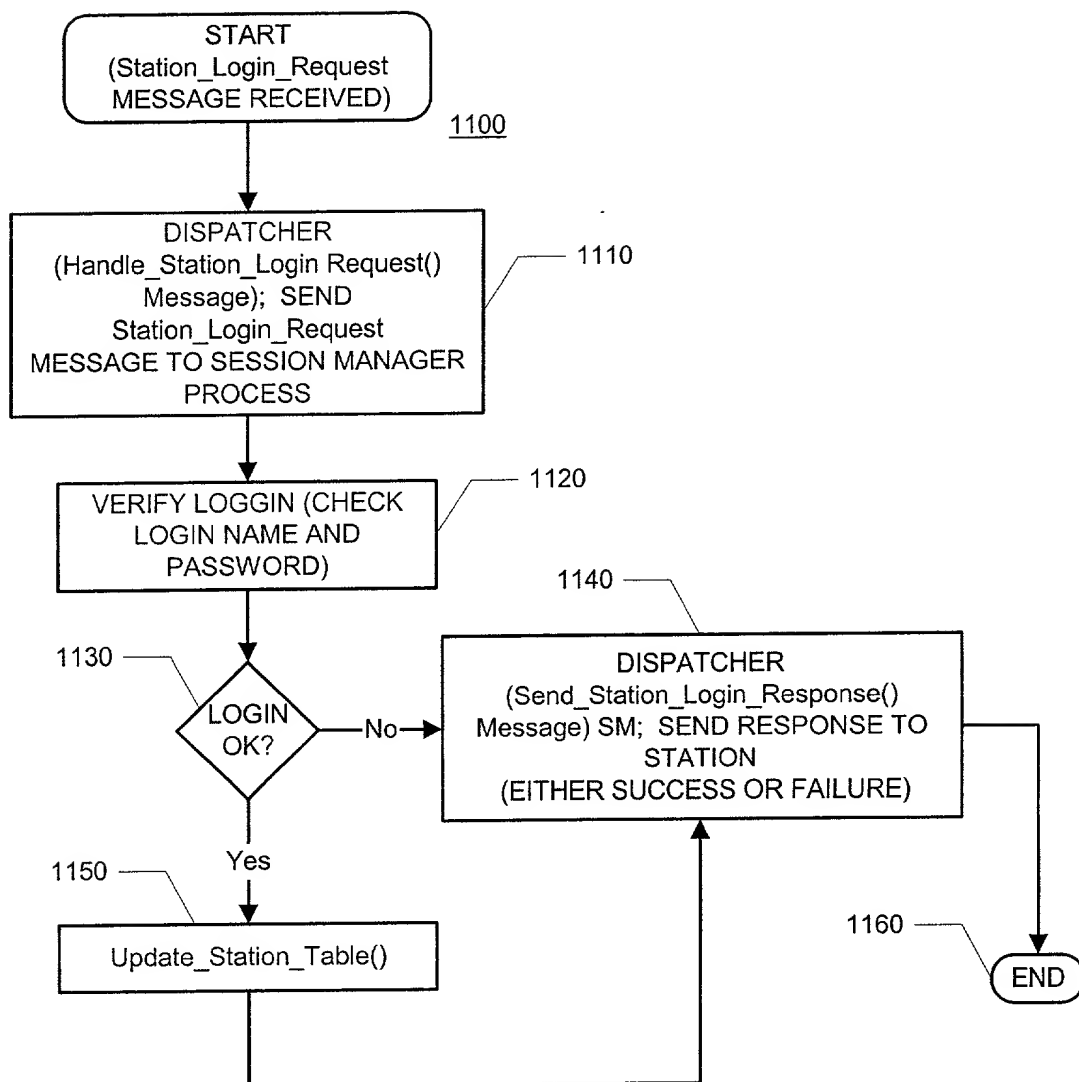 START
(Station_Login_Request
MESSAGE RECEIVED)
1100
DISPATCHER
(Handle_Station_Login Request()
Message);  SEND
Station_Login_Request
MESSAGE TO SESSION MANAGER
PROCESS
1110
VERIFY LOGGIN (CHECK
LOGIN NAME AND
PASSWORD)
1120
1130
LOGIN
OK?
No
1140
DISPATCHER
(Send_Station_Login_Response()
Message) SM;  SEND RESPONSE TO
STATION
(EITHER SUCCESS OR FAILURE)
Yes
1150
Update_Station_Table()
1160
END